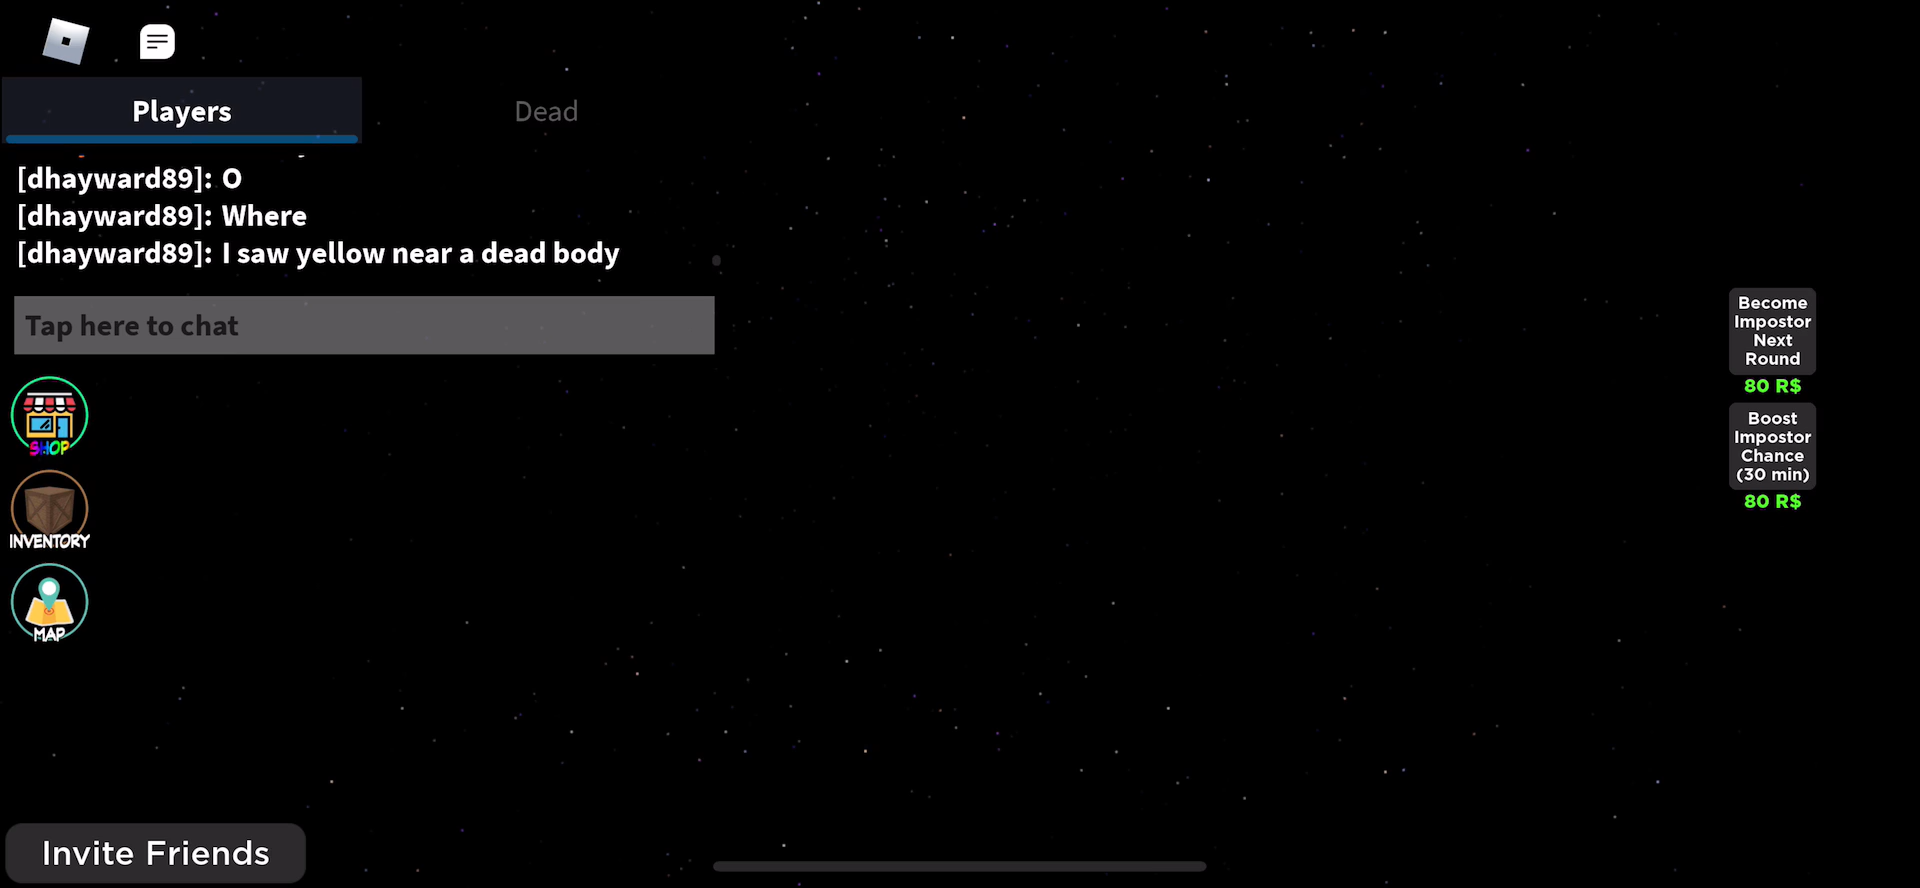 Players
Dead
[dhayward89]: O
[dhayward89]: Where
[dhayward89]: I saw yellow near a dead body
Tap here to chat
SHOP
INVENTORY
MAP
Become
Impostor
Next
Round
80 R$
Boost
Impostor
Chance
(30 min)
80 R$
Invite Friends